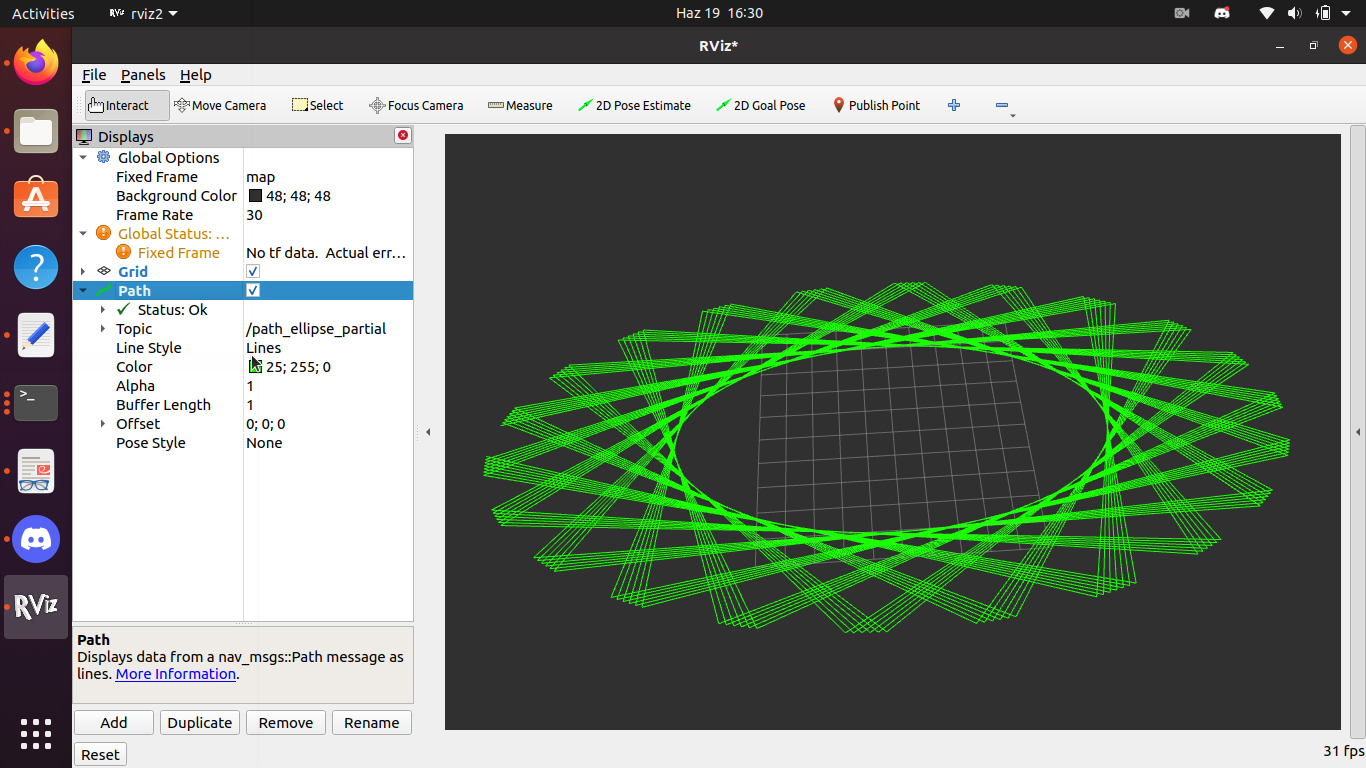 Activities
RViz
rviz2
Haz 19 16:30
RViz*
File Panels Help
Interact Move Camera Select Focus Camera Measure 2D Pose Estimate 2D Goal Pose Publish Point
Displays
Global Options
Fixed Frame map
Background Color 48; 48; 48
Frame Rate 30
Global Status: ...
Fixed Frame No tf data. Actual err...
Grid
Path
Status: Ok
Topic /path_ellipse_partial
Line Style Lines
Color 25; 255; 0
Alpha 1
Buffer Length 1
Offset 0; 0; 0
Pose Style None
Path
Displays data from a nav_msgs::Path message as
lines. More Information.
Add Duplicate Remove Rename
Reset
31 fps
A
?
>_
RViz